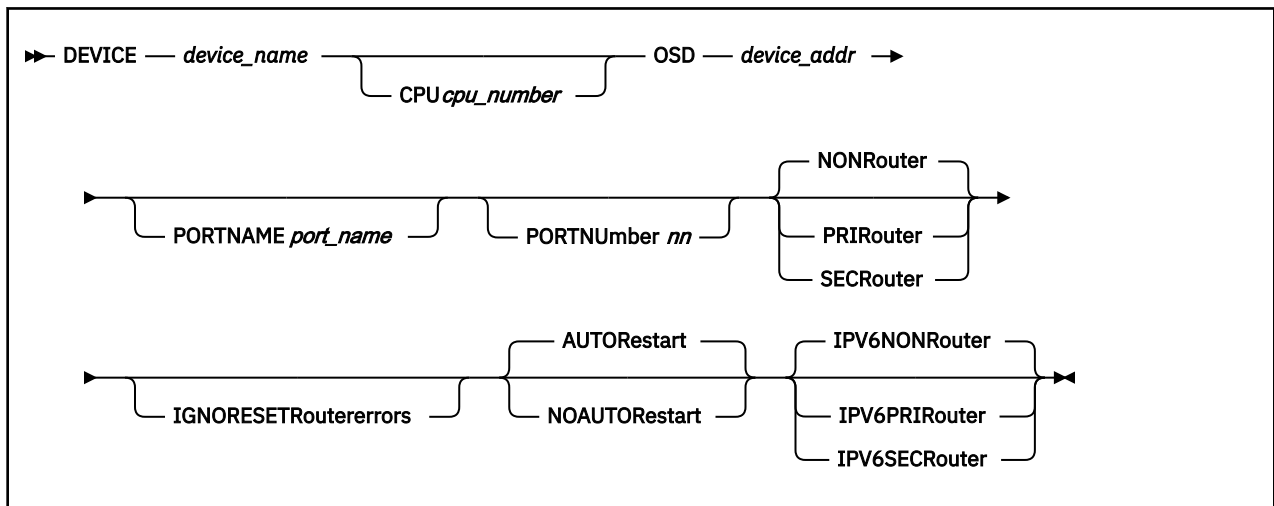 DEVICE device_name OSD device_addr
CPU cpu_number
NONRouter
PORTNAME port_name PORTNUmber nn PRIRouter
SECRouter
AUTORestart IPV6NONRouter
IGNORESETRoutererrors NOAUTORestart IPV6PRIRouter
IPV6SECRouter